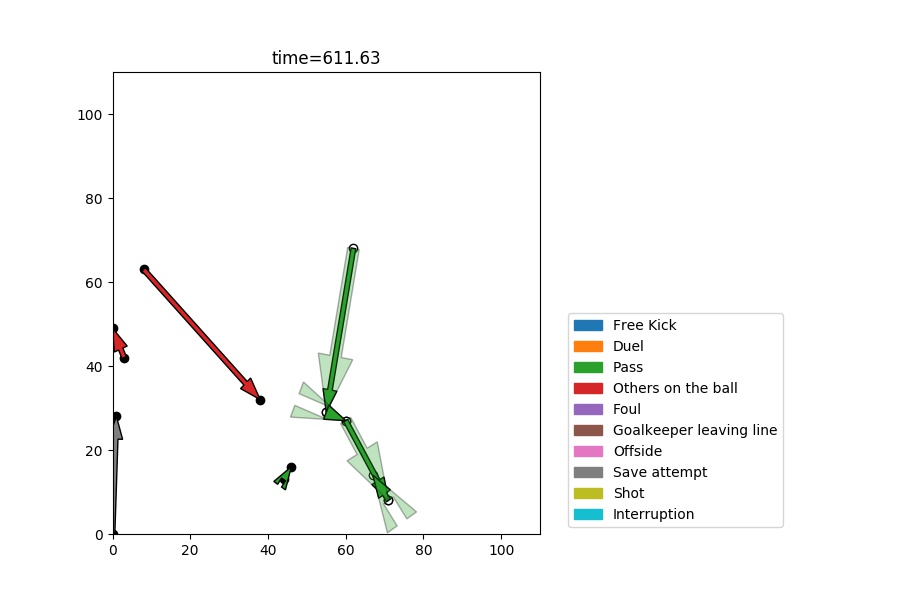 time=611.63
100
80
60
40
20
0
0 20 40 60 80 100
Free Kick
Duel
Pass
Others on the ball
Foul
Goalkeeper leaving line
Offside
Save attempt
Shot
Interruption